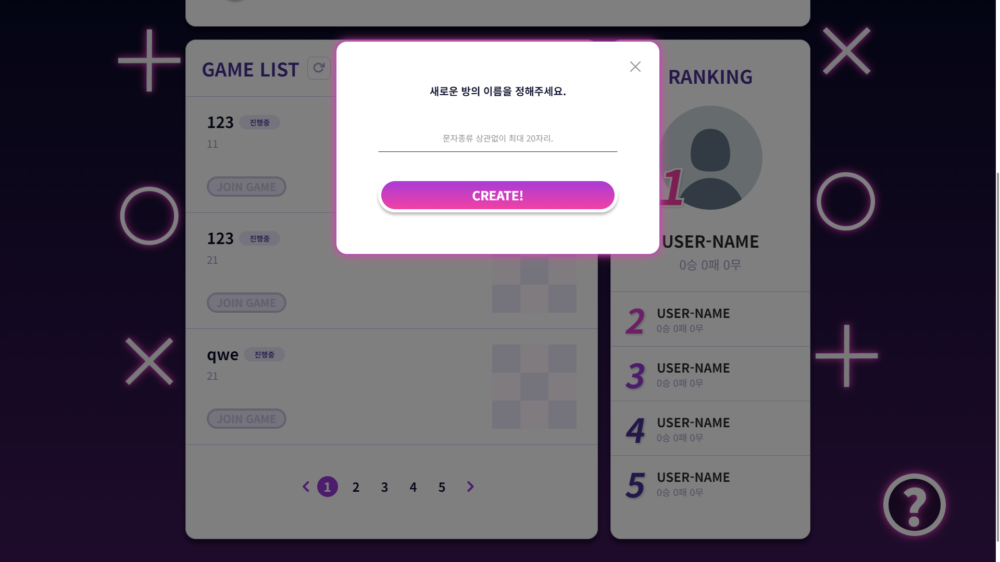 GAME LIST
123 진행중
11
JOIN GAME
123 진행중
21
JOIN GAME
qwe 진행중
21
JOIN GAME
1 2 3 4 5
새로운 방의 이름을 정해주세요.
문자종류 상관없이 최대 20자리.
CREATE!
RANKING
1
USER-NAME
0승 0패 0무
2
USER-NAME
0승 0패 0무
3
USER-NAME
0승 0패 0무
4
USER-NAME
0승 0패 0무
5
USER-NAME
0승 0패 0무
?